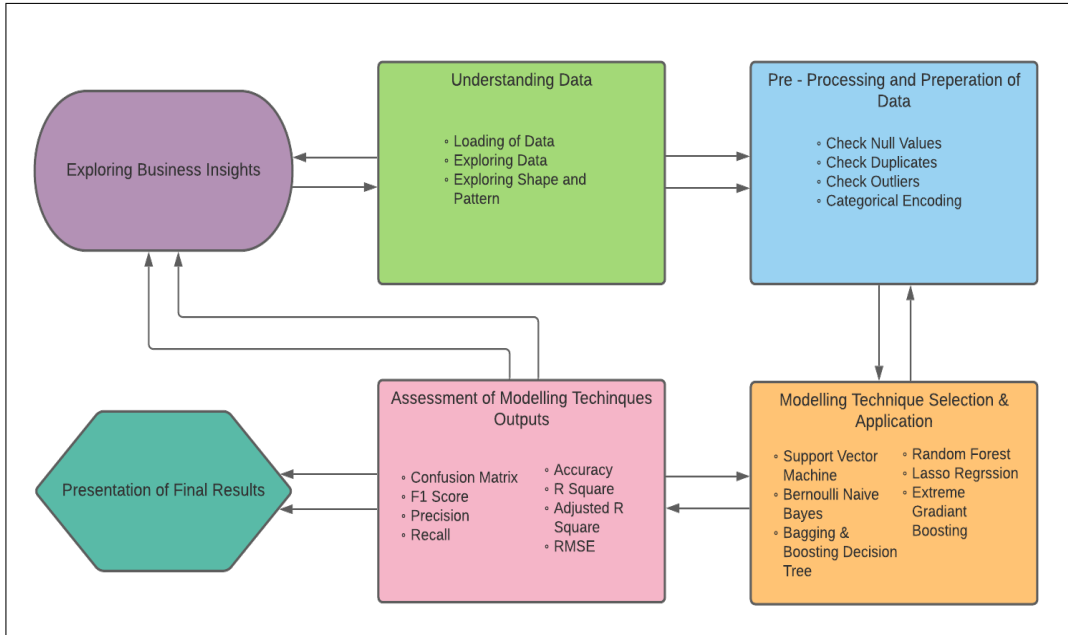 Exploring Business Insights
Understanding Data
◦ Loading of Data
◦ Exploring Data
◦ Exploring Shape and
Pattern
Pre - Processing and Preperation of
Data
◦ Check Null Values
◦ Check Duplicates
◦ Check Outliers
◦ Categorical Encoding
Presentation of Final Results
Assessment of Modelling Techinques
Outputs
◦ Confusion Matrix
◦ F1 Score
◦ Precision
◦ Recall
◦ Accuracy
◦ R Square
◦ Adjusted R
Square
◦ RMSE
Modelling Technique Selection &
Application
◦ Support Vector
Machine
◦ Bernoulli Naive
Bayes
◦ Bagging &
Boosting Decision
Tree
◦ Random Forest
◦ Lasso Regrssion
◦ Extreme
Gradiant
Boosting